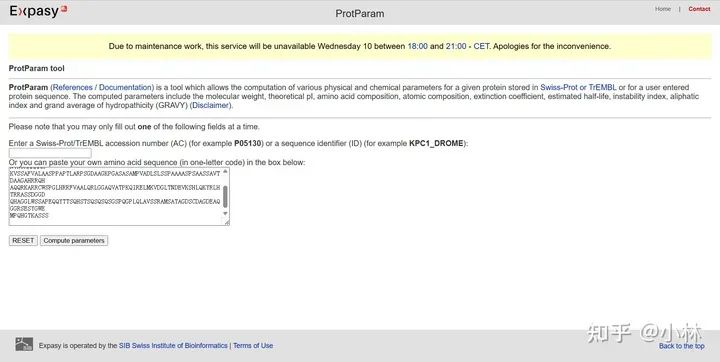 Expasy
ProtParam
Home | Contact
Due to maintenance work, this service will be unavailable Wednesday 10 between 18:00 and 21:00 - CET. Apologies for the inconvenience.
ProtParam tool
ProtParam (References / Documentation) is a tool which allows the computation of various physical and chemical parameters for a given protein stored in Swiss-Prot or TrEMBL or for a user entered
protein sequence. The computed parameters include the molecular weight, theoretical pI, amino acid composition, atomic composition, extinction coefficient, estimated half-life, instability index, aliphatic
index and grand average of hydropathicity (GRAVY) (Disclaimer).
Please note that you may only fill out one of the following fields at a time.
Enter a Swiss-Prot/TrEMBL accession number (AC) (for example P05130) or a sequence identifier (ID) (for example KPC1_DROME):
Or you can paste your own amino acid sequence (in one-letter code) in the box below:
KVSSAFVALAASPPAPTLARPSGDAAGKPGASASAMPVADLSLSSPAAAASPSAASSAVT
DAAGAHRRQH
AQQRKARRCWSPGLHRRFVAALQRLGGAQVATPKQIRELMKVDGLTNDEVKSHLQKYRLH
TRRASSDGGD
QHAGGLWSSAPEQQYTTSQHSTSQSQSQSGSPQGPLQLAVSSRAMSATAGDSCDAGDEAQ
GGRSESYGWE
MPQHGTKASSS
RESET
Compute parameters
SIB
Expasy is operated by the SIB Swiss Institute of Bioinformatics | Terms of Use
Back to the top
知乎 @小林